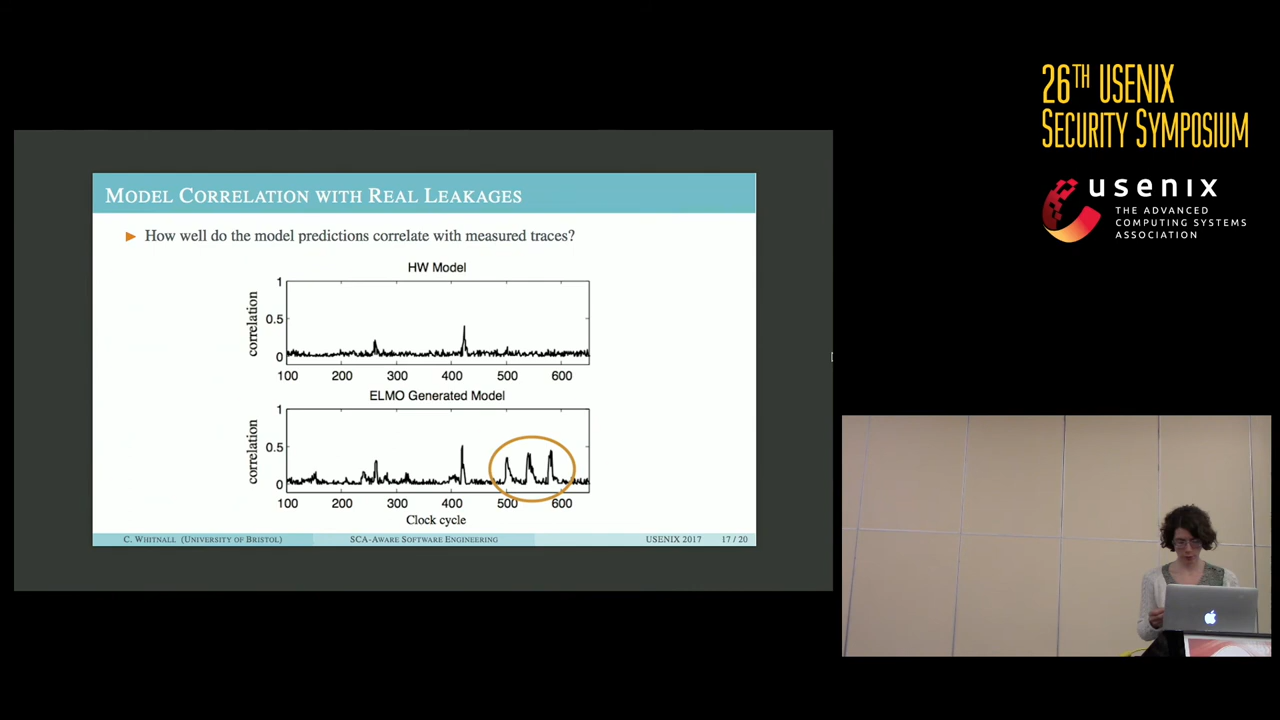 26TH USENIX
SECURITY SYMPOSIUM
usenix
THE ADVANCED
COMPUTING SYSTEMS
ASSOCIATION
MODEL CORRELATION WITH REAL LEAKAGES
How well do the model predictions correlate with measured traces?
HW Model
correlation
1
0.5
0
100 200 300 400 500 600
ELMO Generated Model
correlation
1
0.5
0
100 200 300 400 500 600
Clock cycle
C. WHITNALL (UNIVERSITY OF BRISTOL) SCA-AWARE SOFTWARE ENGINEERING USENIX 2017 17 / 20